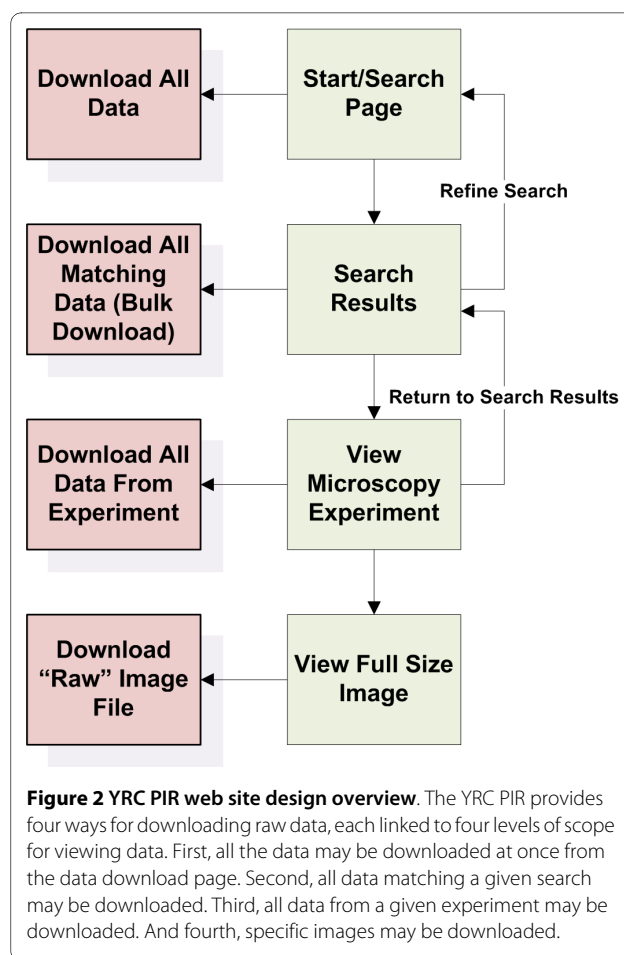 Download All
Data
Start/Search
Page
Refine Search
Download All
Matching
Data (Bulk
Download)
Search
Results
Return to Search Results
Download All
Data From
Experiment
View
Microscopy
Experiment
Download
“Raw” Image
File
View Full Size
Image
Figure 2 YRC PIR web site design overview. The YRC PIR provides
four ways for downloading raw data, each linked to four levels of scope
for viewing data. First, all the data may be downloaded at once from
the data download page. Second, all data matching a given search
may be downloaded. Third, all data from a given experiment may be
downloaded. And fourth, specific images may be downloaded.